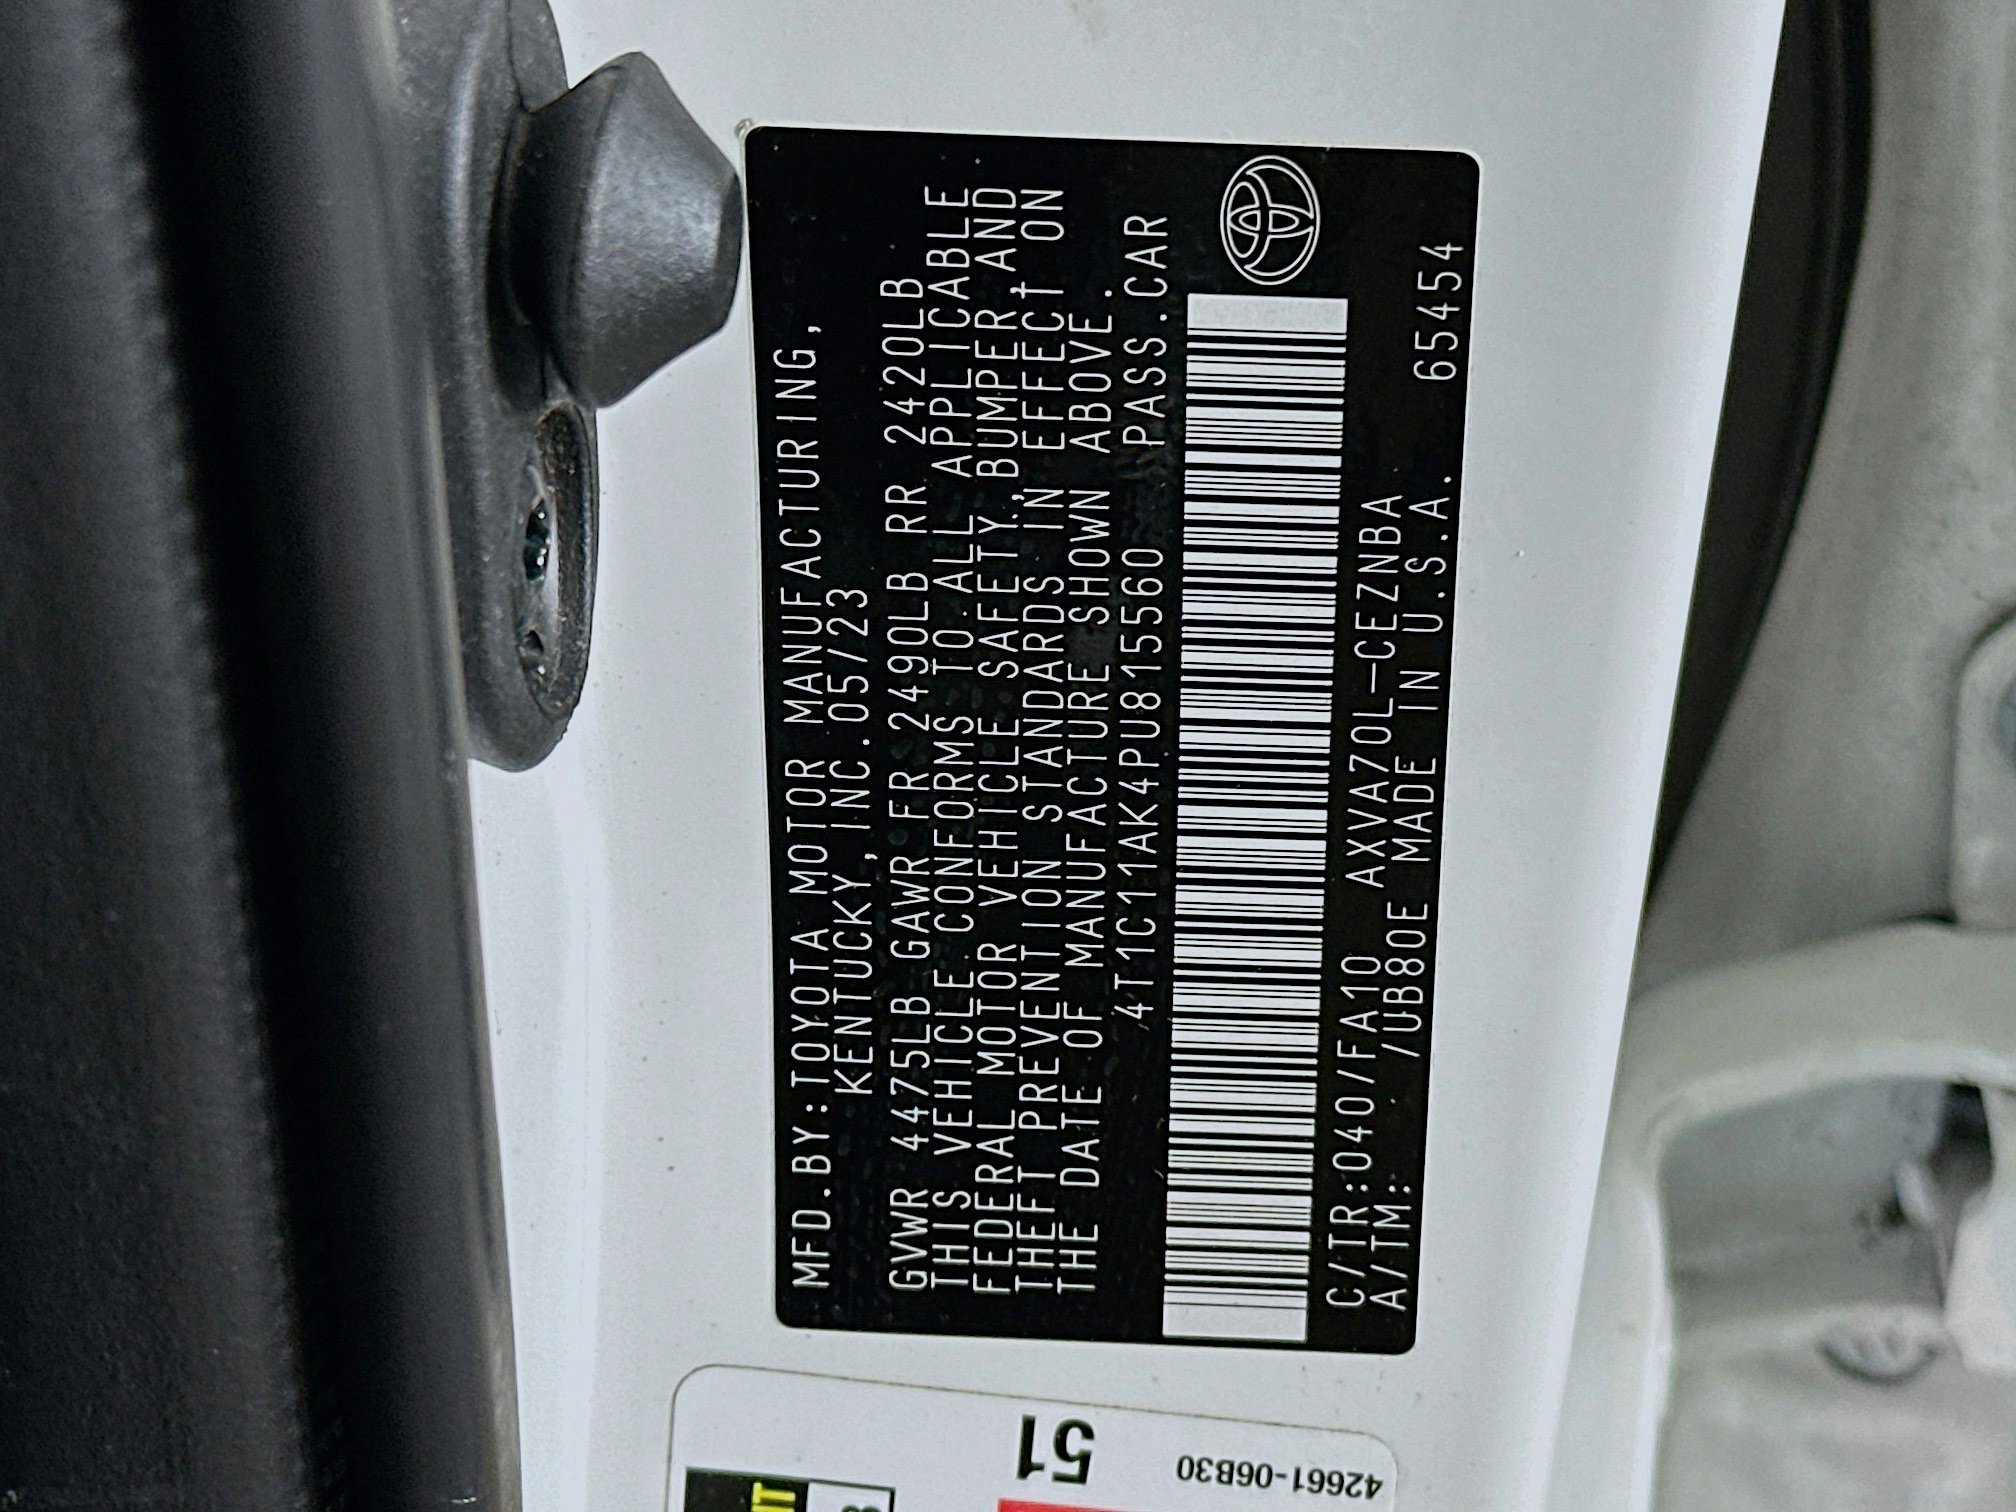 MFD.BY:TOYOTA MOTOR MANUFACTURING,
KENTUCKY,INC.05/23
GVWR 4475LB GAWR FR 2490LB RR 2420LB
THIS VEHICLE CONFORMS TO ALL APPLICABLE
FEDERAL MOTOR VEHICLE SAFETY,BUMPER,AND
THEFT PREVENTION STANDARDS IN EFFECT ON
THE DATE OF MANUFACTURE SHOWN ABOVE.
4T1C11AK4PU815560 PASS.CAR
C/TR:040/FA10 AXVA70L-CEZNBA 65454
A/TM: /UB80E MADE IN U.S.A.
51
42661-06B30